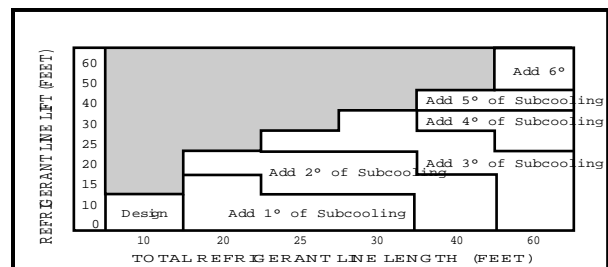 REFRIGERANT LINE LIFT (FEET)
60
50
40
30
25
20
15
10
0
Add 6°
Add 5° of Subcooling
Add 4° of Subcooling
Add 3° of Subcooling
Add 2° of Subcooling
Design
Add 1° of Subcooling
10 20 25 30 40 60
TOTAL REFRIGERANT LINE LENGTH (FEET)